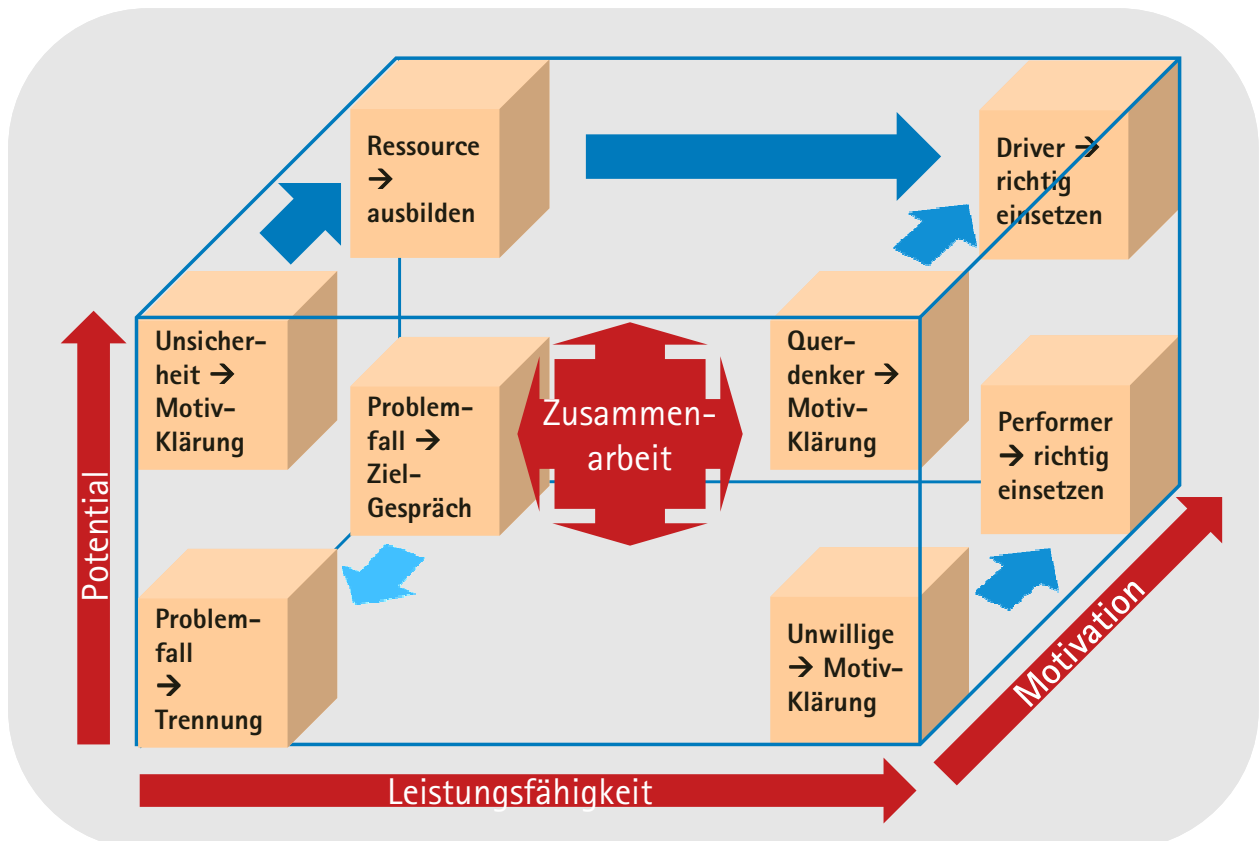 Ressource
→
ausbilden
Driver →
richtig
einsetzen
Unsicher-
heit →
Motiv-
Klärung
Problem-
fall →
Ziel-
Gespräch
Zusammen-
arbeit
Quer-
denker →
Motiv-
Klärung
Performer
→ richtig
einsetzen
Potential
Problem-
fall
→
Trennung
Unwillige
→ Motiv-
Klärung
Motivation
Leistungsfähigkeit